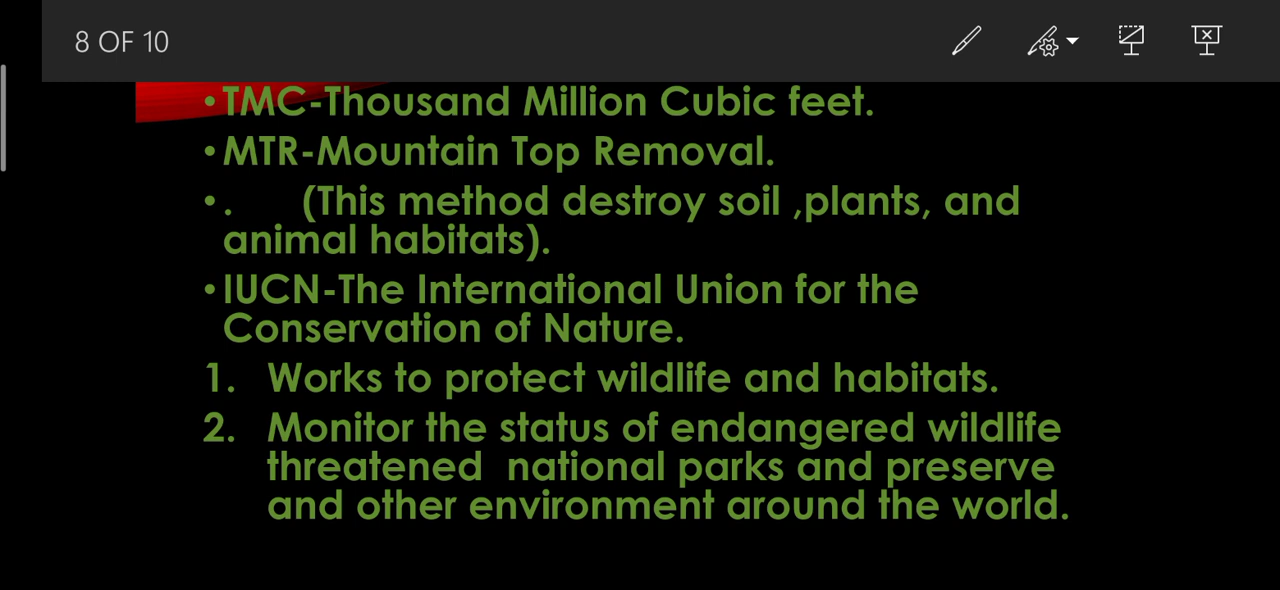 8 OF 10
•TMC-Thousand Million Cubic feet.
•MTR-Mountain Top Removal.
•. (This method destroy soil ,plants, and
animal habitats).
•IUCN-The International Union for the
Conservation of Nature.
1. Works to protect wildlife and habitats.
2. Monitor the status of endangered wildlife
threatened national parks and preserve
and other environment around the world.